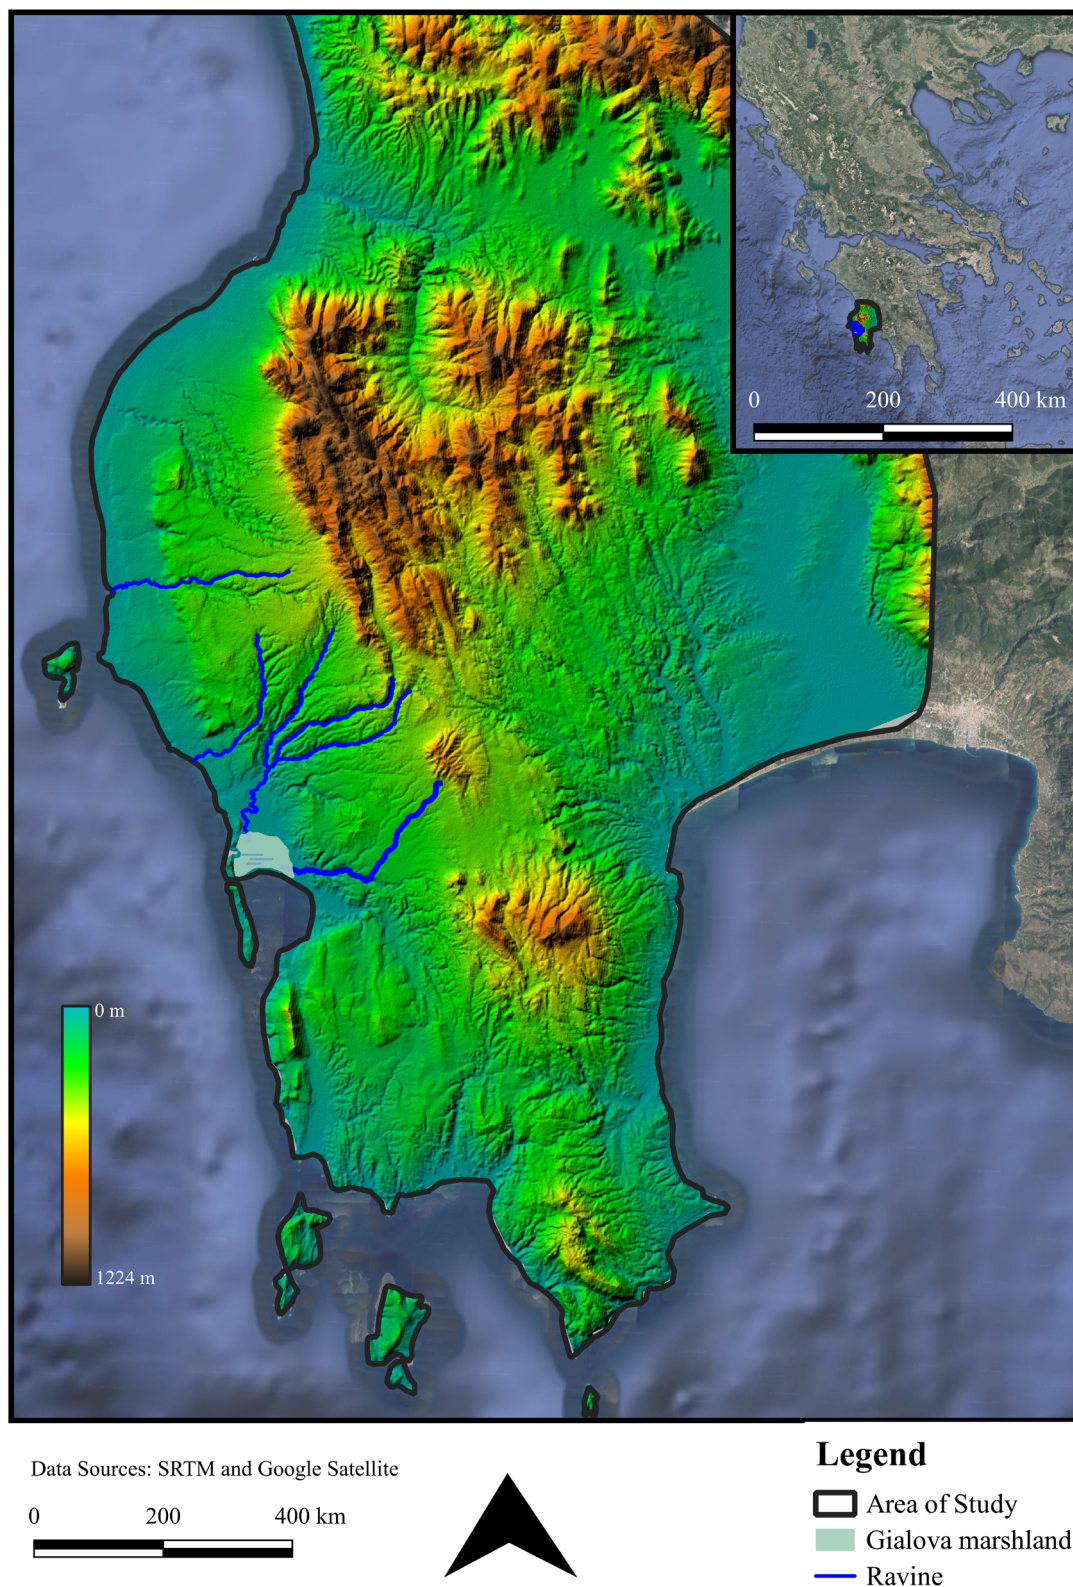 0 200 400 km
0 m
1224 m
Data Sources: SRTM and Google Satellite
0 200 400 km
Legend
Area of Study
Gialova marshland
Ravine